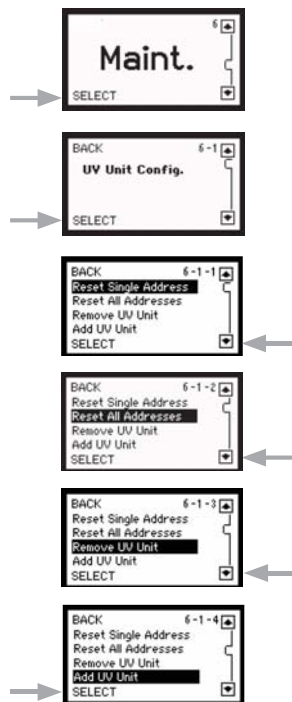 6
Maint.
SELECT
BACK 6-1
UV Unit Config.
SELECT
BACK 6-1-1
Reset Single Address
Reset All Addresses
Remove UV Unit
Add UV Unit
SELECT
BACK 6-1-2
Reset Single Address
Reset All Addresses
Remove UV Unit
Add UV Unit
SELECT
BACK 6-1-3
Reset Single Address
Reset All Addresses
Remove UV Unit
Add UV Unit
SELECT
BACK 6-1-4
Reset Single Address
Reset All Addresses
Remove UV Unit
Add UV Unit
SELECT